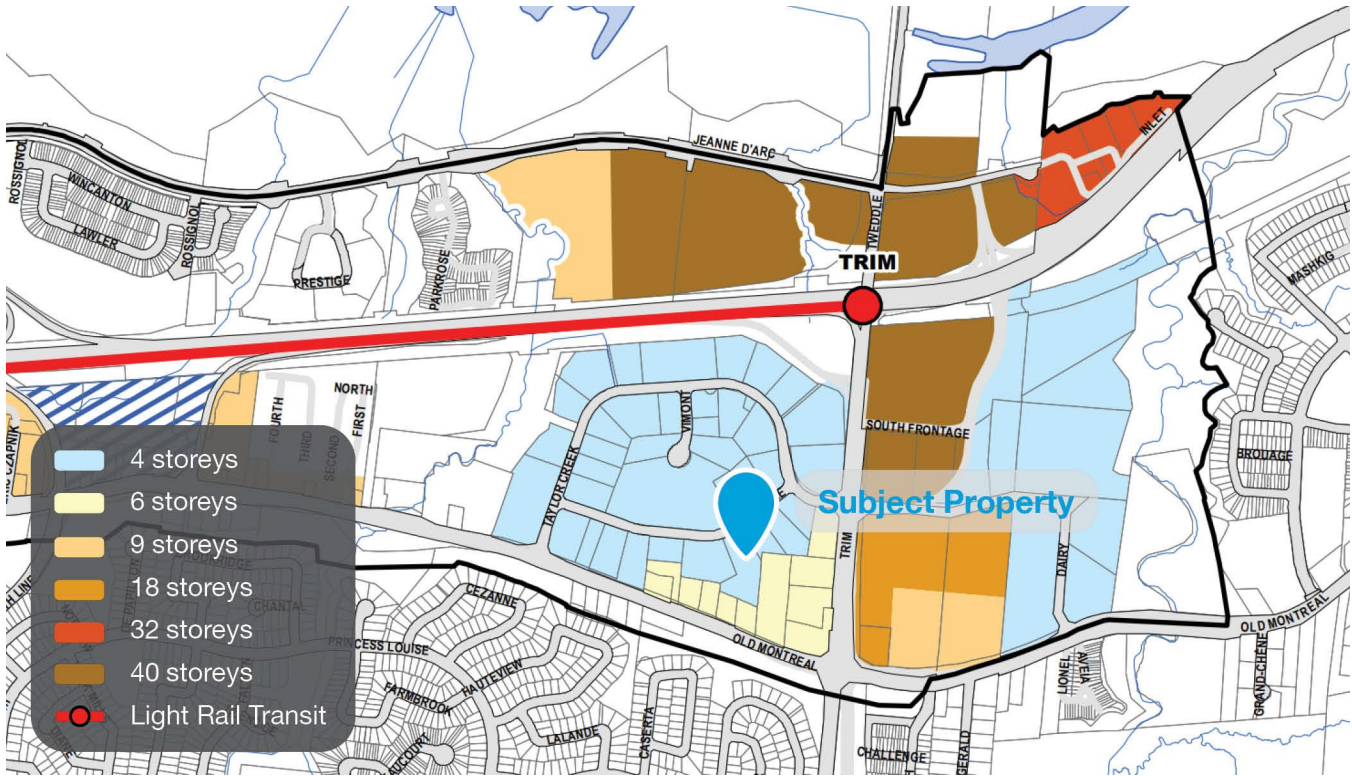 JEANNE D'ARC
INLET
ROSSIGNOL
WINCANTON
LAWLER
ROSSIGNOL
PRESTIGE
PARKROSE
TWEDDLE
TRIM
MASHKIG
BROUAGE
NORTH
FOURTH
THIRD
SECOND
FIRST
VIMONT
TAYLOR CREEK
SOUTH FRONTAGE
Subject Property
TRIM
DAIRY
OLD MONTREAL
OLD MONTREAL
4 storeys
6 storeys
9 storeys
18 storeys
32 storeys
40 storeys
Light Rail Transit
CHANTAL
CEZANNE
PRINCESS LOUISE
HAUTEVIEW
FARMBROOK
LALANDE
CASERTA
CHALLENGE
GERALD
LIONEL
AVEIA
GRAND-CHÊNE